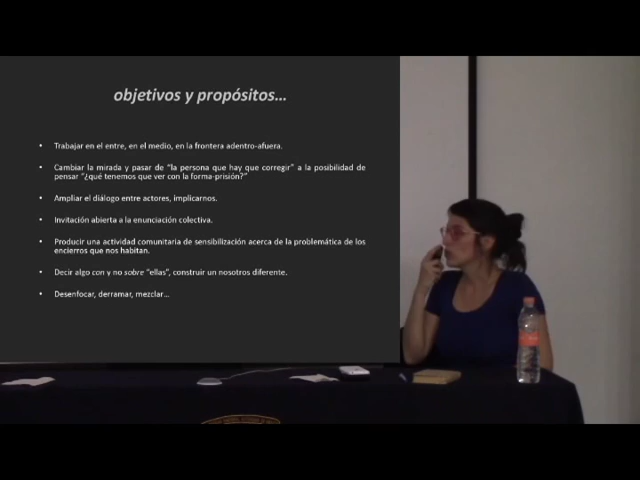 objetivos y propósitos...
• Trabajar en el entre, en el medio, en la frontera adentro-afuera.
• Cambiar la mirada y pasar de "la persona que hay que corregir" a la posibilidad de
pensar "¿qué tenemos que ver con la forma-prisión?"
• Ampliar el diálogo entre actores, implicarnos.
• Invitación abierta a la enunciación colectiva.
• Producir una actividad comunitaria de sensibilización acerca de la problemática de los
encierros que nos habitan.
• Decir algo con y no sobre "ellas", construir un nosotros diferente.
• Desenfocar, derramar, mezclar...